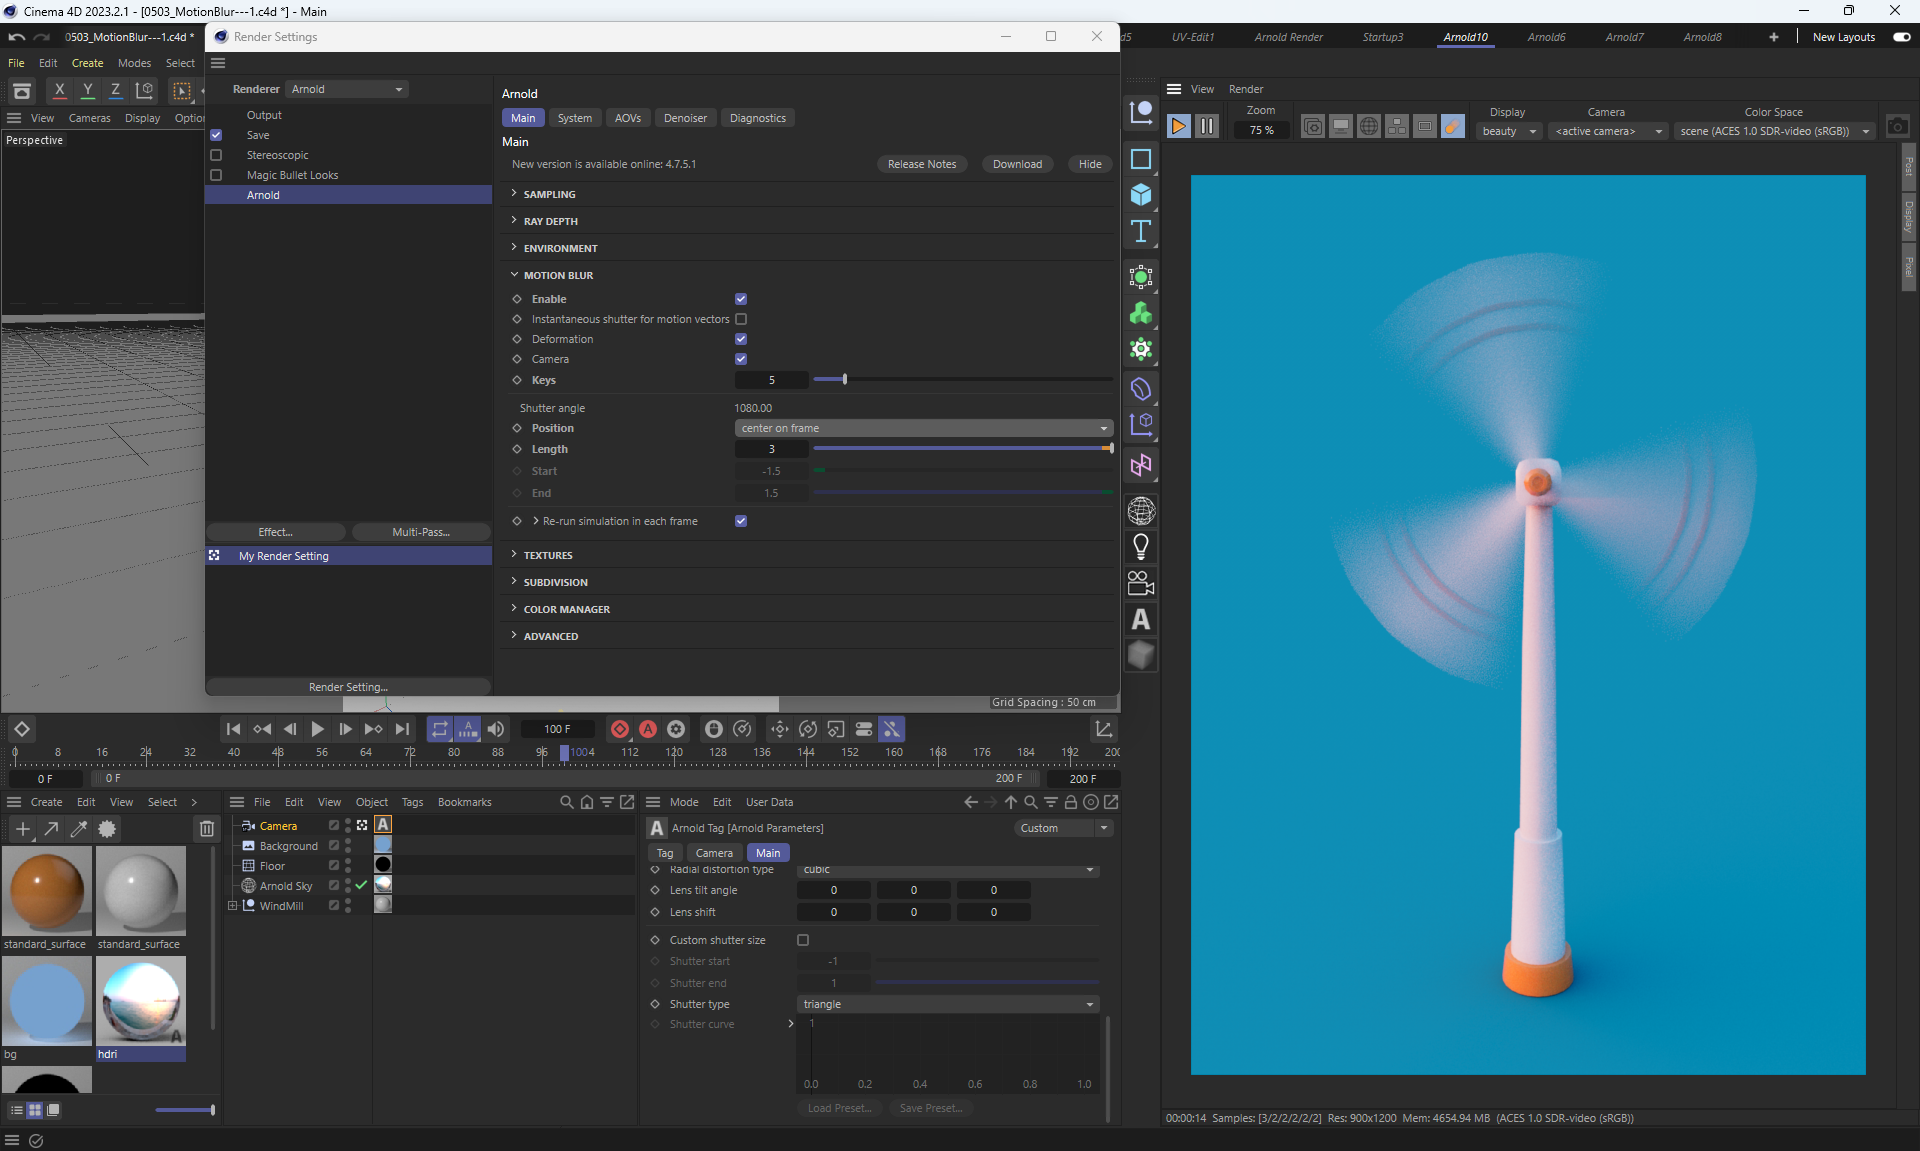 Cinema 4D 2023.2.1 - [0503_MotionBlur---1.c4d *] - Main
0503_MotionBlur---1.c4d *
Render Settings
d5 UV-Edit1 Arnold Render Startup3 Arnold10 Arnold6 Arnold7 Arnold8 + New Layouts
File Edit Create Modes Select
X Y Z
View Cameras Display Optio
Perspective
Renderer Arnold
Output
Save
Stereoscopic
Magic Bullet Looks
Arnold
Effect...
Multi-Pass...
My Render Setting
Render Setting...
Arnold
Main System AOVs Denoiser Diagnostics
Main
New version is available online: 4.7.5.1 Release Notes Download Hide
SAMPLING
RAY DEPTH
ENVIRONMENT
MOTION BLUR
Enable
Instantaneous shutter for motion vectors
Deformation
Camera
Keys 5
Shutter angle 1080.00
Position center on frame
Length 3
Start -1.5
End 1.5
Re-run simulation in each frame
TEXTURES
SUBDIVISION
COLOR MANAGER
ADVANCED
Grid Spacing : 50 cm
View Render
Zoom Display Camera Color Space
75 % beauty <active camera> scene (ACES 1.0 SDR-video (sRGB))
Post
Display
Pixel
00:00:14 Samples: [3/2/2/2/2/2] Res: 900x1200 Mem: 4654.94 MB (ACES 1.0 SDR-video (sRGB))
100 F
0 8 16 24 32 40 48 56 64 72 80 88 96 1004 112 120 128 136 144 152 160 168 176 184 192 200
0 F 0 F 200 F 200 F
Create Edit View Select
standard_surface standard_surface
bg hdri
File Edit View Object Tags Bookmarks
Camera
Background
Floor
Arnold Sky
WindMill
Mode Edit User Data
Arnold Tag [Arnold Parameters] Custom
Tag Camera Main
Radial distortion type cubic
Lens tilt angle 0 0 0
Lens shift 0 0 0
Custom shutter size
Shutter start -1
Shutter end 1
Shutter type triangle
Shutter curve 1
0.0 0.2 0.4 0.6 0.8 1.0
Load Preset... Save Preset...